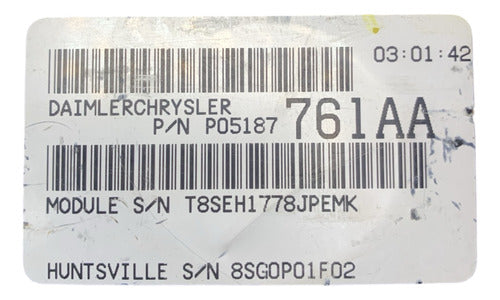 03:01:42
DAIMLERCHRYSLER
P/N P05187 761AA
MODULE S/N T8SEH1778JPEMK
HUNTSVILLE S/N 8SG0P01F02